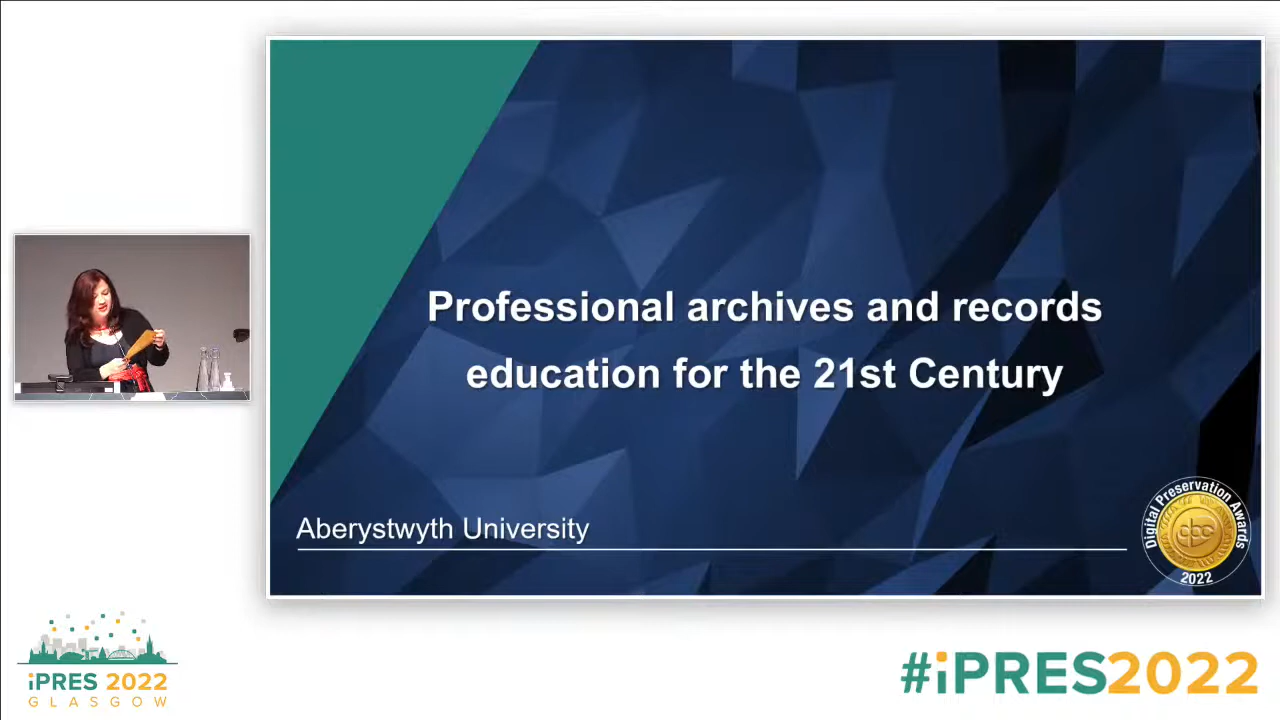 Professional archives and records
education for the 21st Century
Aberystwyth University
Digital Preservation Awards
dpc
2022
iPRES 2022
GLASGOW
#iPRES2022